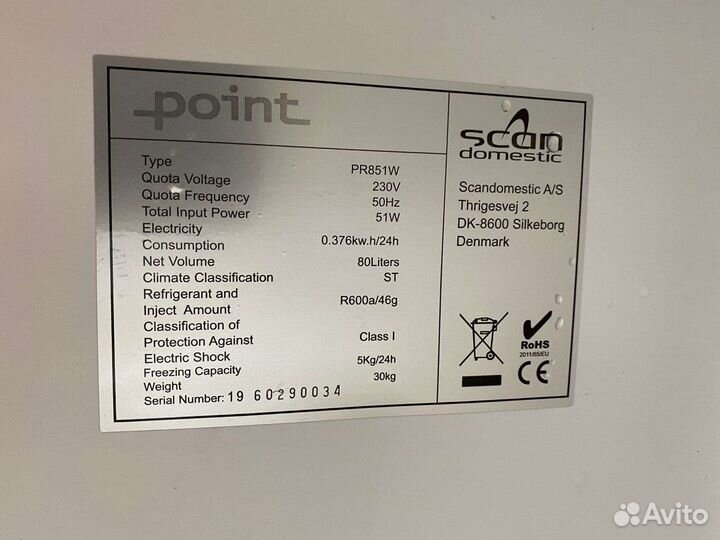 point
Type PR851W
Quota Voltage 230V
Quota Frequency 50Hz
Total Input Power 51W
Electricity
Consumption 0.376kw.h/24h
Net Volume 80Liters
Climate Classification ST
Refrigerant and
Inject Amount R600a/46g
Classification of
Protection Against Class I
Electric Shock
Freezing Capacity 5Kg/24h
Weight 30kg
Serial Number: 19 60290034
scan
domestic
Scandomestic A/S
Thrigesvej 2
DK-8600 Silkeborg
Denmark
RoHS
2011/65/EU
CE
Avito